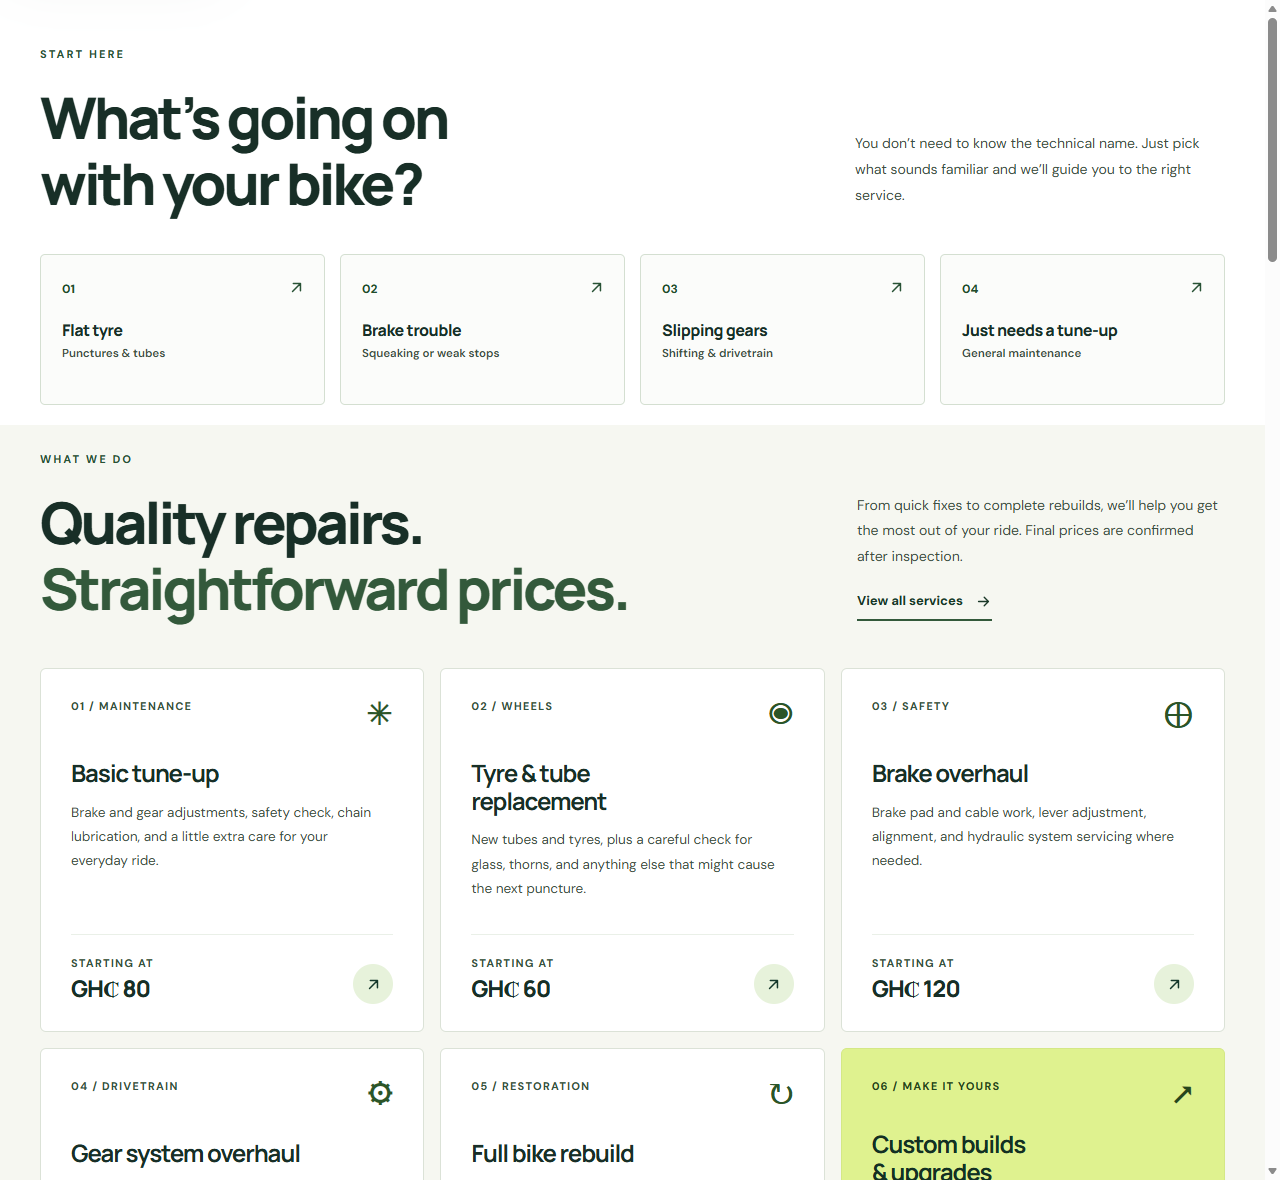 START HERE
What’s going on
with your bike?
You don’t need to know the technical name. Just pick
what sounds familiar and we’ll guide you to the right
service.
01
Flat tyre
Punctures & tubes
02
Brake trouble
Squeaking or weak stops
03
Slipping gears
Shifting & drivetrain
04
Just needs a tune-up
General maintenance
WHAT WE DO
Quality repairs.
Straightforward prices.
From quick fixes to complete rebuilds, we’ll help you get
the most out of your ride. Final prices are confirmed
after inspection.
View all services →
01 / MAINTENANCE
Basic tune-up
Brake and gear adjustments, safety check, chain
lubrication, and a little extra care for your
everyday ride.
STARTING AT
GH₵ 80
02 / WHEELS
Tyre & tube
replacement
New tubes and tyres, plus a careful check for
glass, thorns, and anything else that might cause
the next puncture.
STARTING AT
GH₵ 60
03 / SAFETY
Brake overhaul
Brake pad and cable work, lever adjustment,
alignment, and hydraulic system servicing where
needed.
STARTING AT
GH₵ 120
04 / DRIVETRAIN
Gear system overhaul
05 / RESTORATION
Full bike rebuild
06 / MAKE IT YOURS
Custom builds
& upgrades